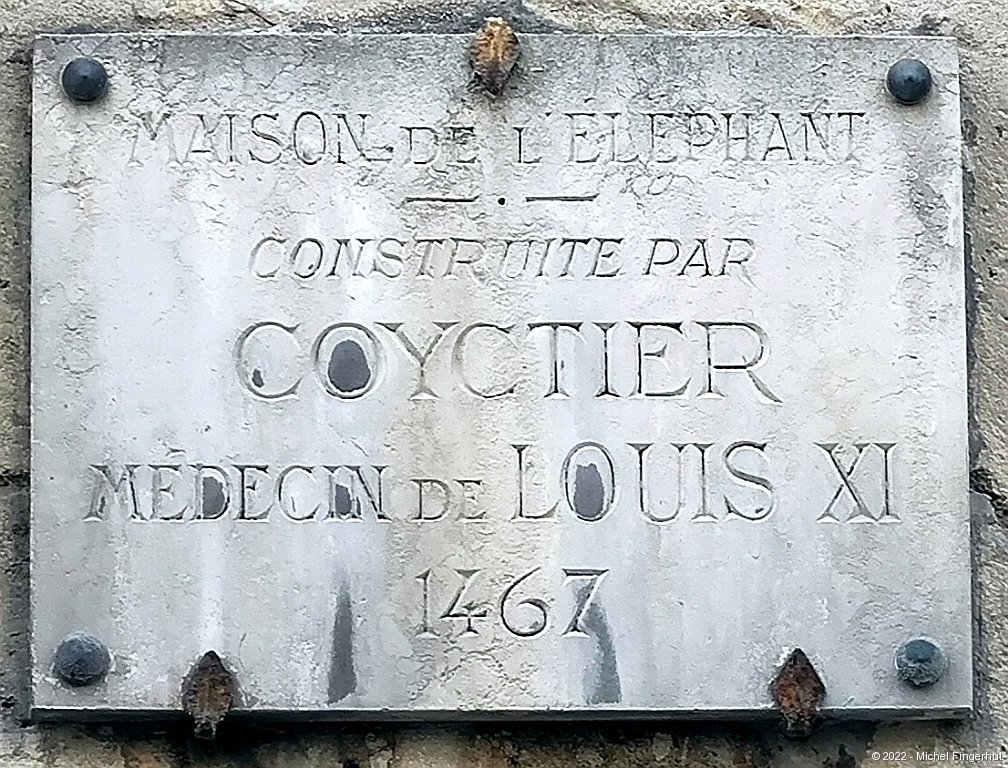 MAISON-DE L'ÉLÉPHANT
— . —
CONSTRUITE PAR
COYCTIER
MÉDECIN DE LOUIS XI
1467
© 2022 - Michel Fingerhut